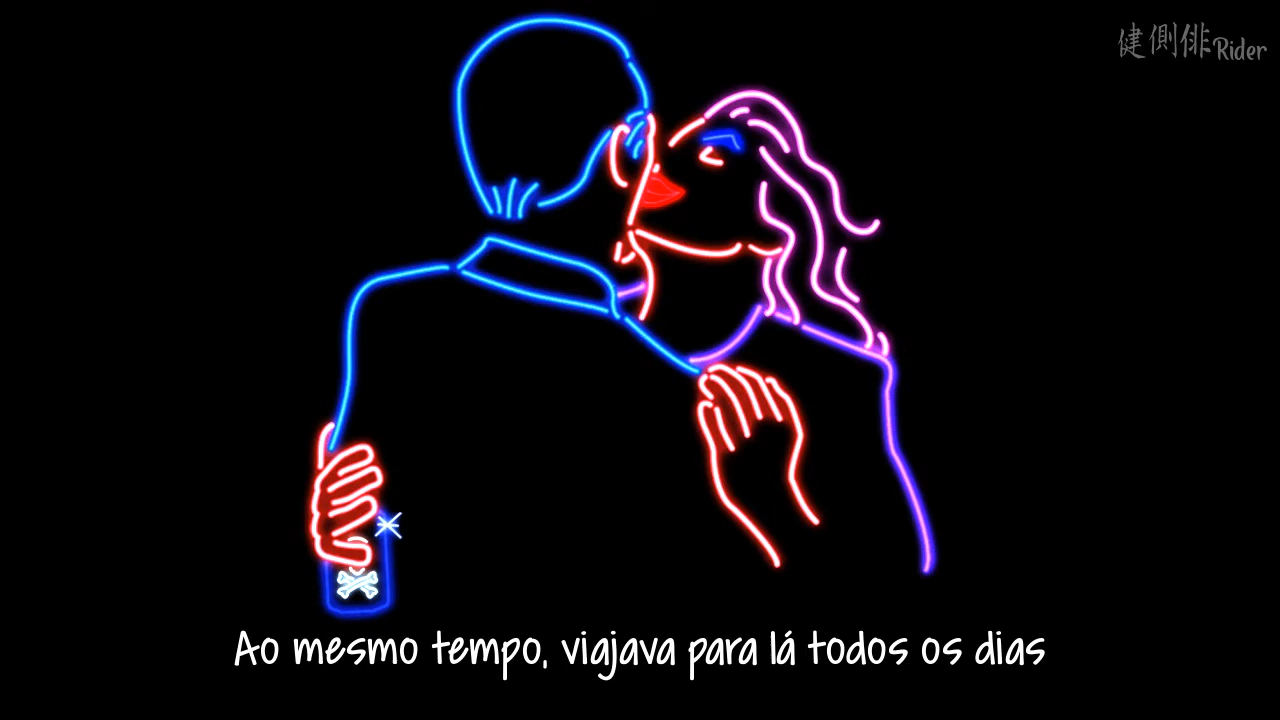 健側俳Rider
Ao mesmo tempo, viajava para lá todos os dias